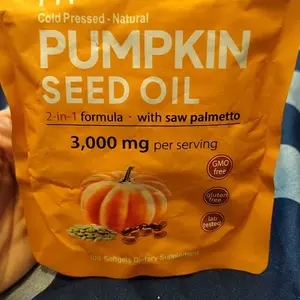 Cold Pressed - Natural
PUMPKIN
SEED OIL
2-in-1 formula · with saw palmetto
3,000 mg per serving
GMO
free
gluten
free
lab
tested
Softgels Dietary Supplement